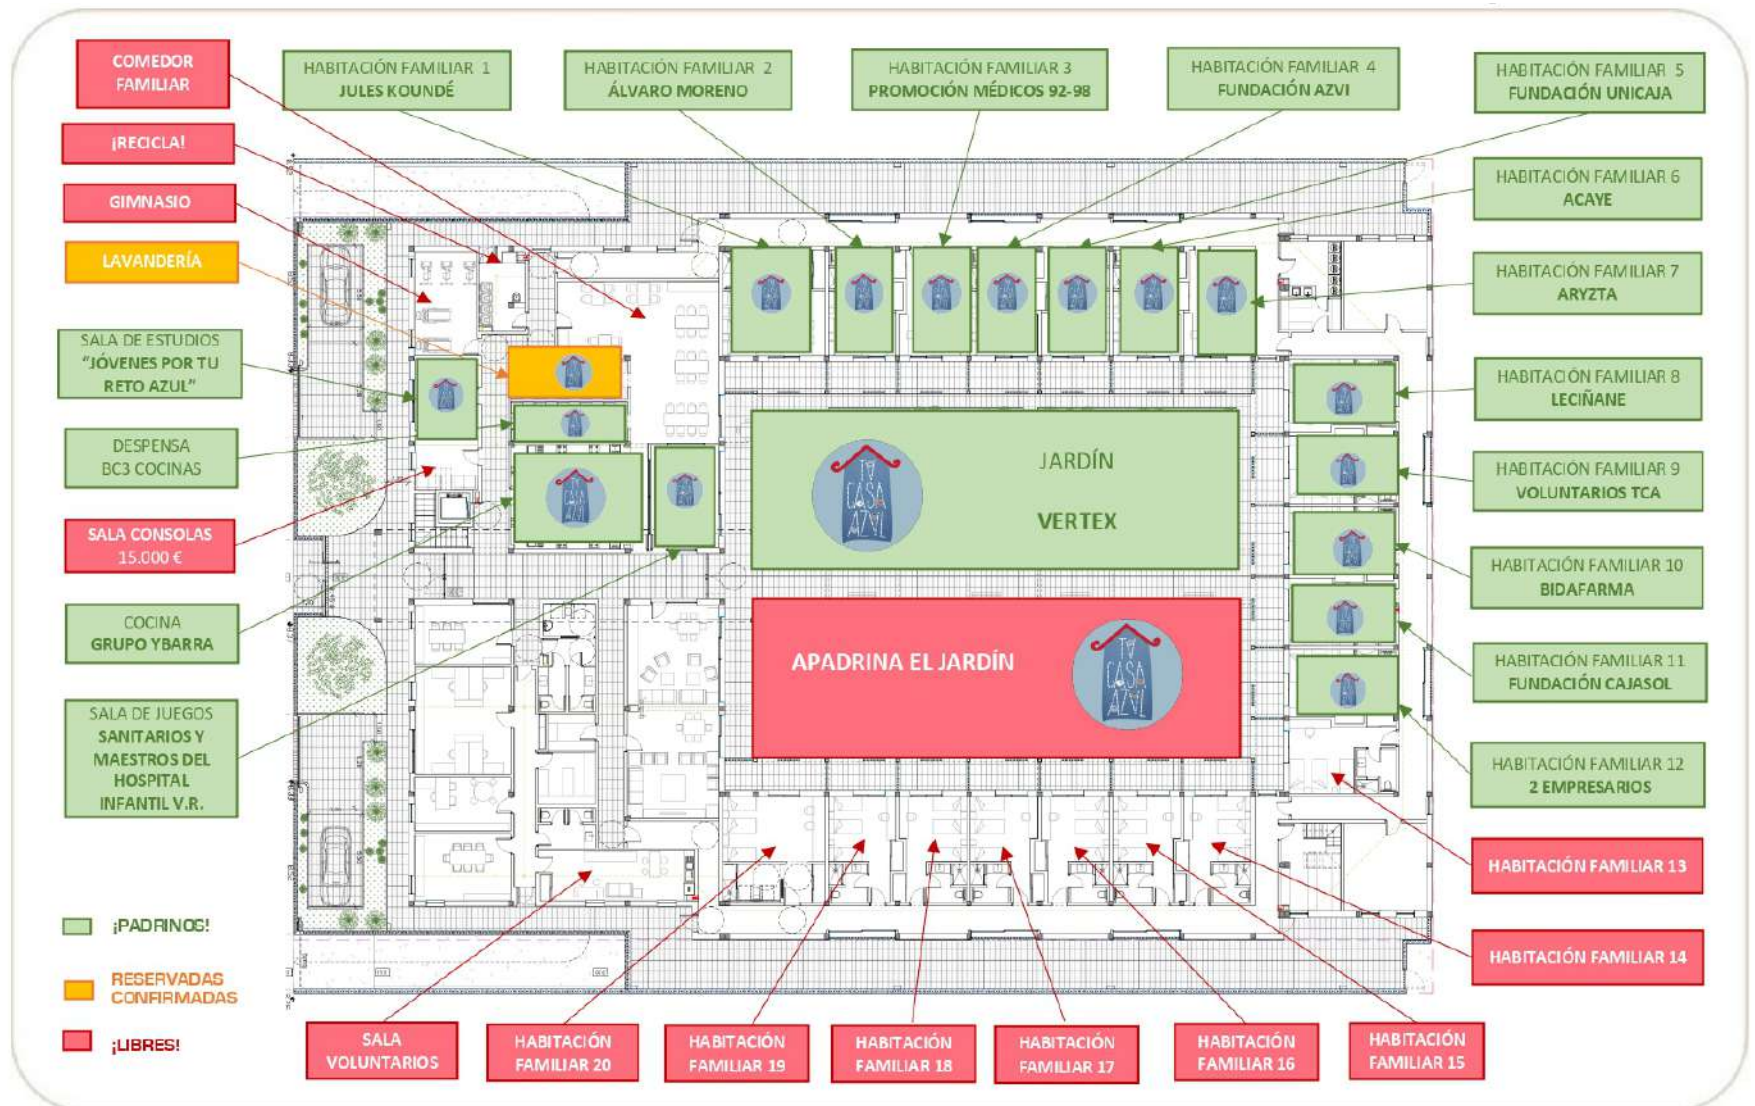 COMEDOR
FAMILIAR
HABITACIÓN FAMILIAR 1
JULES KOUNDÉ
HABITACIÓN FAMILIAR 2
ÁLVARO MORENO
HABITACIÓN FAMILIAR 3
PROMOCIÓN MÉDICOS 92-98
HABITACIÓN FAMILIAR 4
FUNDACIÓN AZVI
HABITACIÓN FAMILIAR 5
FUNDACIÓN UNICAJA
¡RECICLA!
GIMNASIO
LAVANDERÍA
SALA DE ESTUDIOS
"JÓVENES POR TU
RETO AZUL"
DESPENSA
BC3 COCINAS
SALA CONSOLAS
15.000 €
COCINA
GRUPO YBARRA
SALA DE JUEGOS
SANITARIOS Y
MAESTROS DEL
HOSPITAL
INFANTIL V.R.
HABITACIÓN FAMILIAR 6
ACAYE
HABITACIÓN FAMILIAR 7
ARYZTA
HABITACIÓN FAMILIAR 8
LECIÑANE
HABITACIÓN FAMILIAR 9
VOLUNTARIOS TCA
HABITACIÓN FAMILIAR 10
BIDAFARMA
HABITACIÓN FAMILIAR 11
FUNDACIÓN CAJASOL
HABITACIÓN FAMILIAR 12
2 EMPRESARIOS
HABITACIÓN FAMILIAR 13
HABITACIÓN FAMILIAR 14
TU
CASA
AZUL
JARDÍN
VERTEX
APADRINA EL JARDÍN
TU
CASA
AZUL
¡PADRINOS!
RESERVADAS
CONFIRMADAS
¡LIBRES!
SALA
VOLUNTARIOS
HABITACIÓN
FAMILIAR 20
HABITACIÓN
FAMILIAR 19
HABITACIÓN
FAMILIAR 18
HABITACIÓN
FAMILIAR 17
HABITACIÓN
FAMILIAR 16
HABITACIÓN
FAMILIAR 15